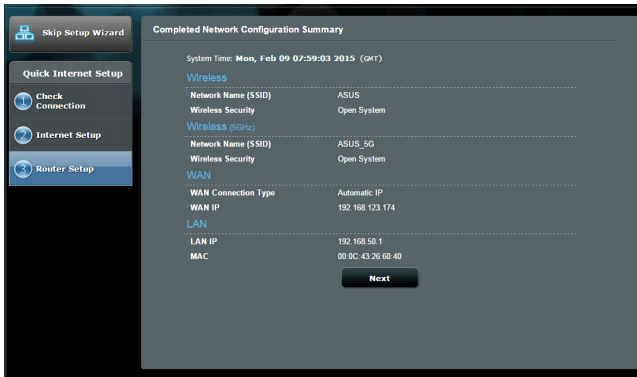 Skip Setup Wizard
Quick Internet Setup
1 Check Connection
2 Internet Setup
3 Router Setup
Completed Network Configuration Summary
System Time: Mon, Feb 09 07:59:03 2015 (GMT)
Wireless
Network Name (SSID) ASUS
Wireless Security Open System
Wireless (5GHz)
Network Name (SSID) ASUS_5G
Wireless Security Open System
WAN
WAN Connection Type Automatic IP
WAN IP 192.168.123.174
LAN
LAN IP 192.168.50.1
MAC 00:0C:43:26:60:40
Next